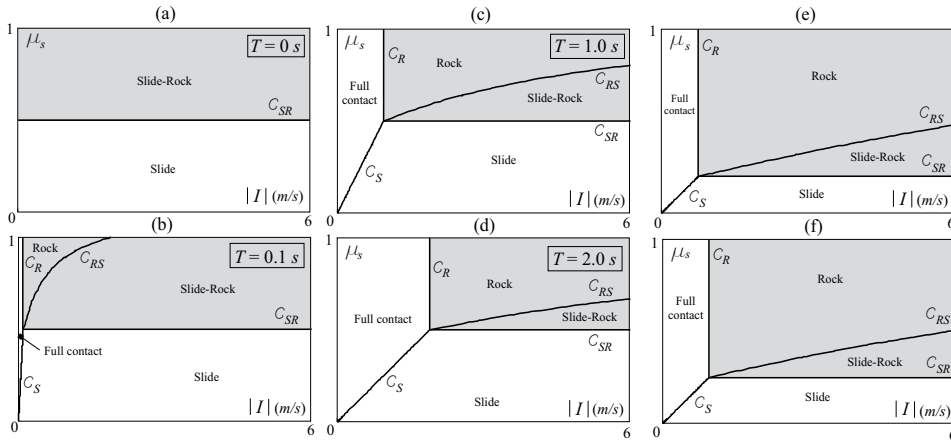 (a)
1
μs
T = 0 s
Slide-Rock
CSR
Slide
|I| (m/s)
0
6
(b)
1
Rock
CR
CRS
T = 0.1 s
Slide-Rock
CSR
Full contact
CS
Slide
|I| (m/s)
0
6
(c)
1
μs
CR
Rock
T = 1.0 s
Full
contact
CRS
Slide-Rock
CSR
CS
Slide
|I| (m/s)
0
6
(d)
1
μs
CR
Rock
T = 2.0 s
CRS
Full contact
Slide-Rock
CSR
CS
Slide
|I| (m/s)
0
6
(e)
1
μs
CR
Rock
Full
contact
CRS
Slide-Rock
CSR
CS
Slide
|I| (m/s)
0
6
(f)
1
μs
CR
Rock
Full
contact
CRS
Slide-Rock
CSR
CS
Slide
|I| (m/s)
0
6